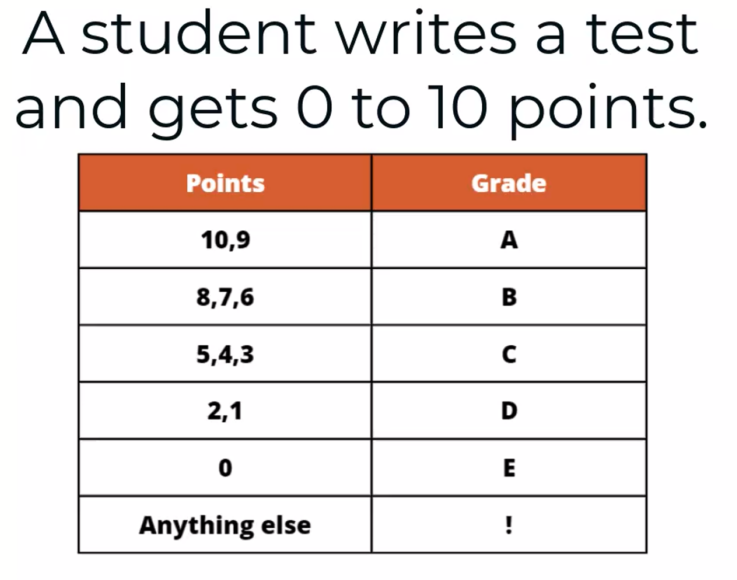 A student writes a test
and gets 0 to 10 points.
Points Grade
10,9 A
8,7,6 B
5,4,3 C
2,1 D
0 E
Anything else !